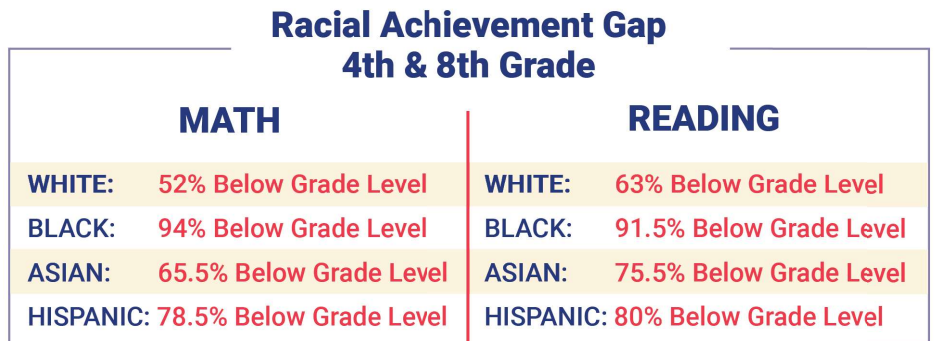 Racial Achievement Gap
4th & 8th Grade
MATH
WHITE: 52% Below Grade Level
BLACK: 94% Below Grade Level
ASIAN: 65.5% Below Grade Level
HISPANIC: 78.5% Below Grade Level
READING
WHITE: 63% Below Grade Level
BLACK: 91.5% Below Grade Level
ASIAN: 75.5% Below Grade Level
HISPANIC: 80% Below Grade Level